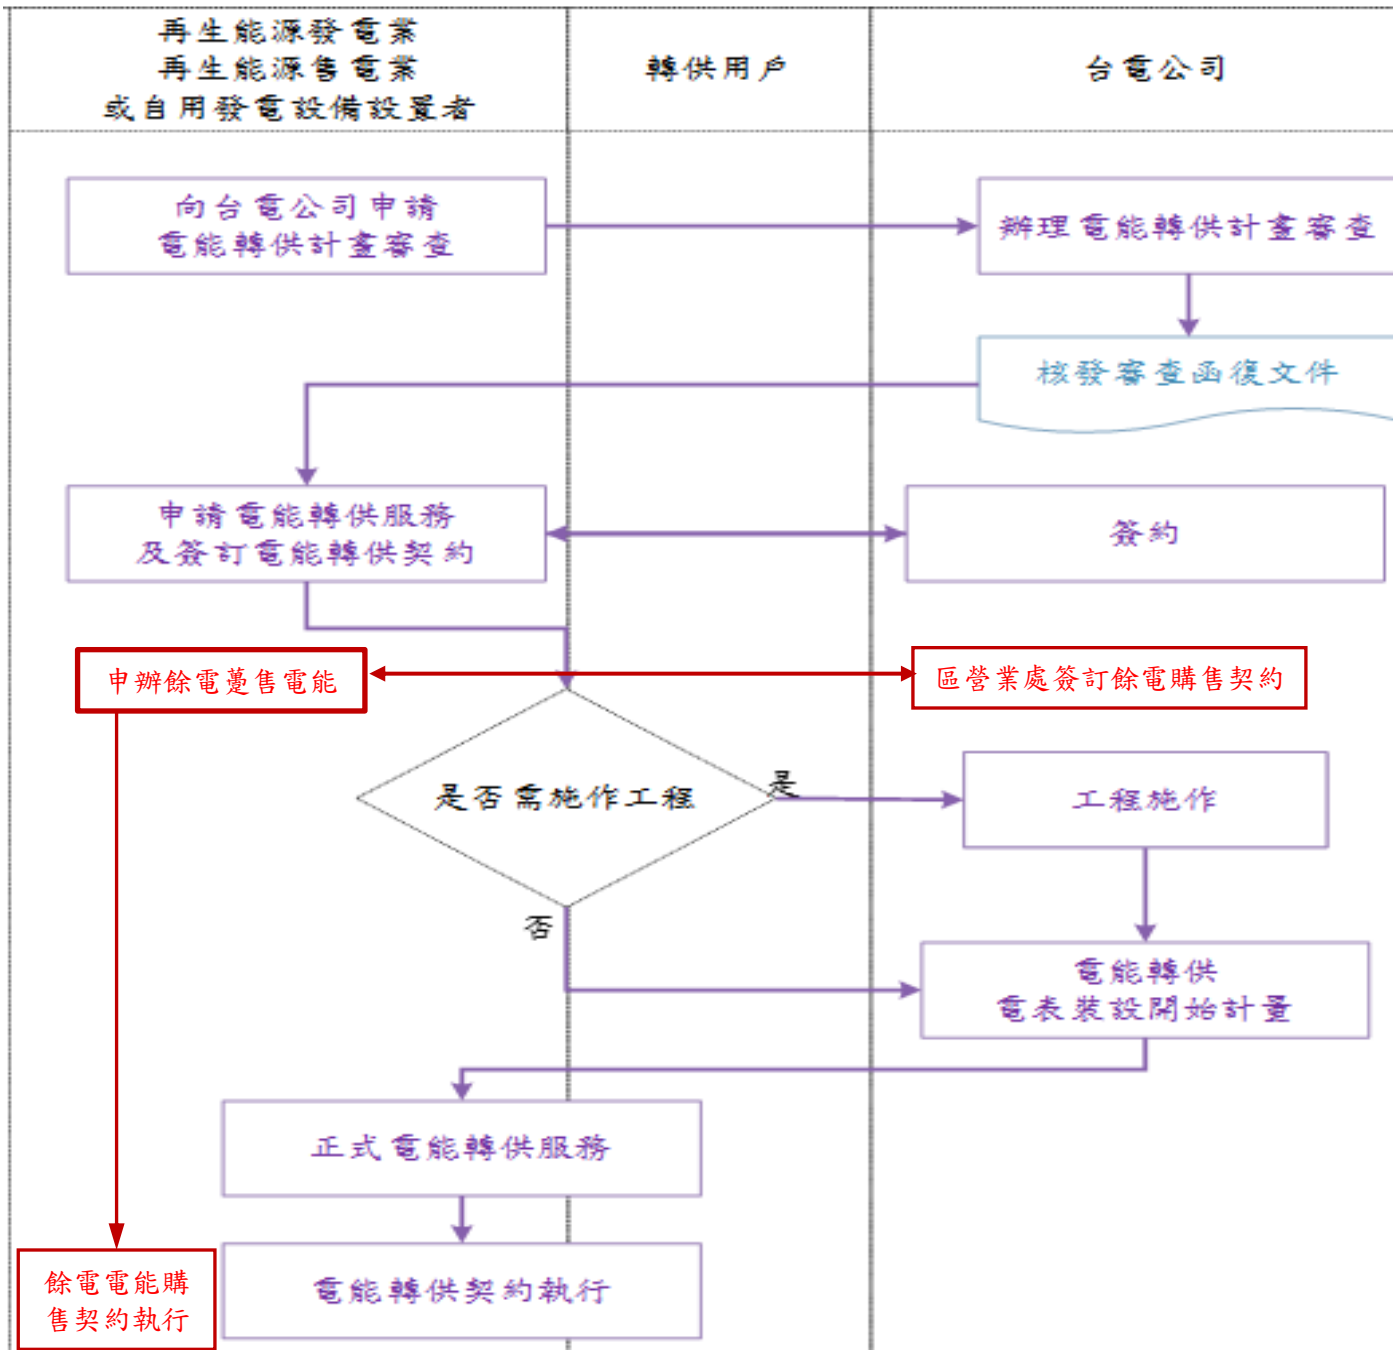 再生能源發電業
再生能源售電業
或自用發電設備設置者
轉供用戶
台電公司
向台電公司申請
電能轉供計畫審查
辦理電能轉供計畫審查
核發審查函復文件
申請電能轉供服務
及簽訂電能轉供契約
簽約
申辦餘電躉售電能
區營業處簽訂餘電購售契約
是否需施作工程
是
工程施作
否
電能轉供
電表裝設開始計量
正式電能轉供服務
電能轉供契約執行
餘電電能購
售契約執行